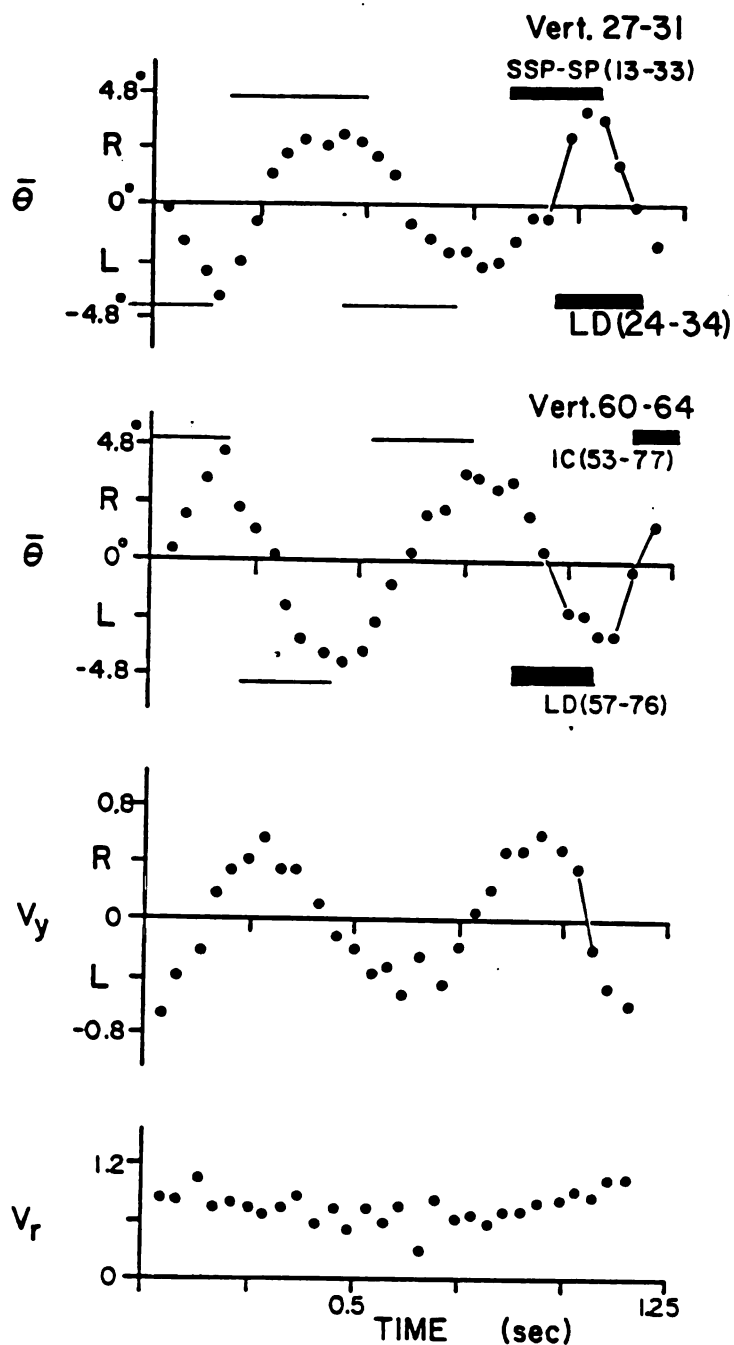 Vert. 27-31
SSP-SP(13-33)
4.8°
R
θ̄
0°
L
-4.8°
LD(24-34)
Vert.60-64
4.8°
IC(53-77)
R
θ̄
0°
L
-4.8
LD(57-76)
0.8
R
Vy
0
L
-0.8
1.2
Vr
0
0.5
1.25
TIME (sec)